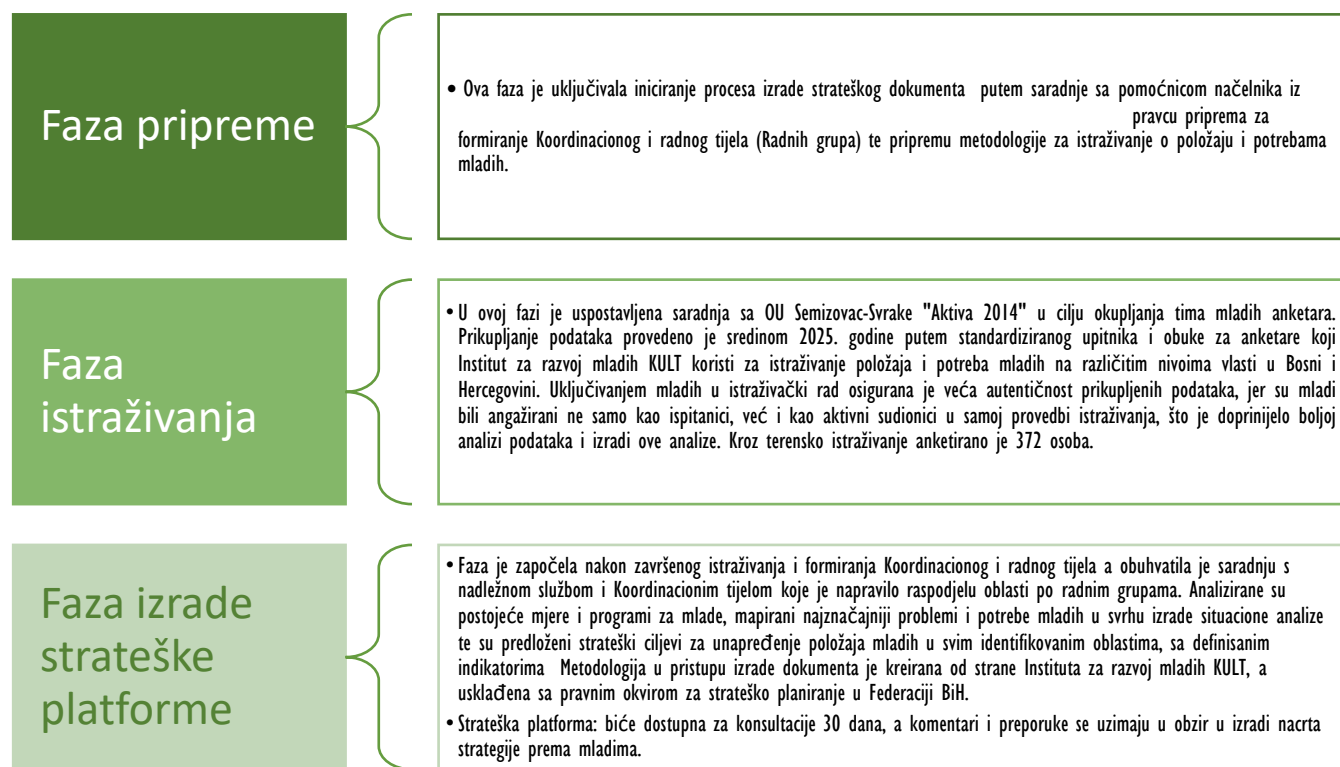 Faza pripreme
• Ova faza je uključivala iniciranje procesa izrade strateškog dokumenta putem saradnje sa pomoćnicom načelnika iz
pravcu priprema za
formiranje Koordinacionog i radnog tijela (Radnih grupa) te pripremu metodologije za istraživanje o položaju i potrebama
mladih.
Faza
istraživanja
• U ovoj fazi je uspostavljena saradnja sa OU Semizovac-Svrake "Aktiva 2014" u cilju okupljanja tima mladih anketara.
Prikupljanje podataka provedeno je sredinom 2025. godine putem standardiziranog upitnika i obuke za anketare koji
Institut za razvoj mladih KULT koristi za istraživanje položaja i potreba mladih na različitim nivoima vlasti u Bosni i
Hercegovini. Uključivanjem mladih u istraživački rad osigurana je veća autentičnost prikupljenih podataka, jer su mladi
bili angažirani ne samo kao ispitanici, već i kao aktivni sudionici u samoj provedbi istraživanja, što je doprinijelo boljoj
analizi podataka i izradi ove analize. Kroz terensko istraživanje anketirano je 372 osoba.
Faza izrade
strateške
platforme
• Faza je započela nakon završenog istraživanja i formiranja Koordinacionog i radnog tijela a obuhvatila je saradnju s
nadležnom službom i Koordinacionim tijelom koje je napravilo raspodjelu oblasti po radnim grupama. Analizirane su
postojeće mjere i programi za mlade, mapirani najznačajniji problemi i potrebe mladih u svrhu izrade situacione analize
te su predloženi strateški ciljevi za unapređenje položaja mladih u svim identifikovanim oblastima, sa definisanim
indikatorima Metodologija u pristupu izrade dokumenta je kreirana od strane Instituta za razvoj mladih KULT, a
usklađena sa pravnim okvirom za strateško planiranje u Federaciji BiH.
• Strateška platforma: biće dostupna za konsultacije 30 dana, a komentari i preporuke se uzimaju u obzir u izradi nacrta
strategije prema mladima.